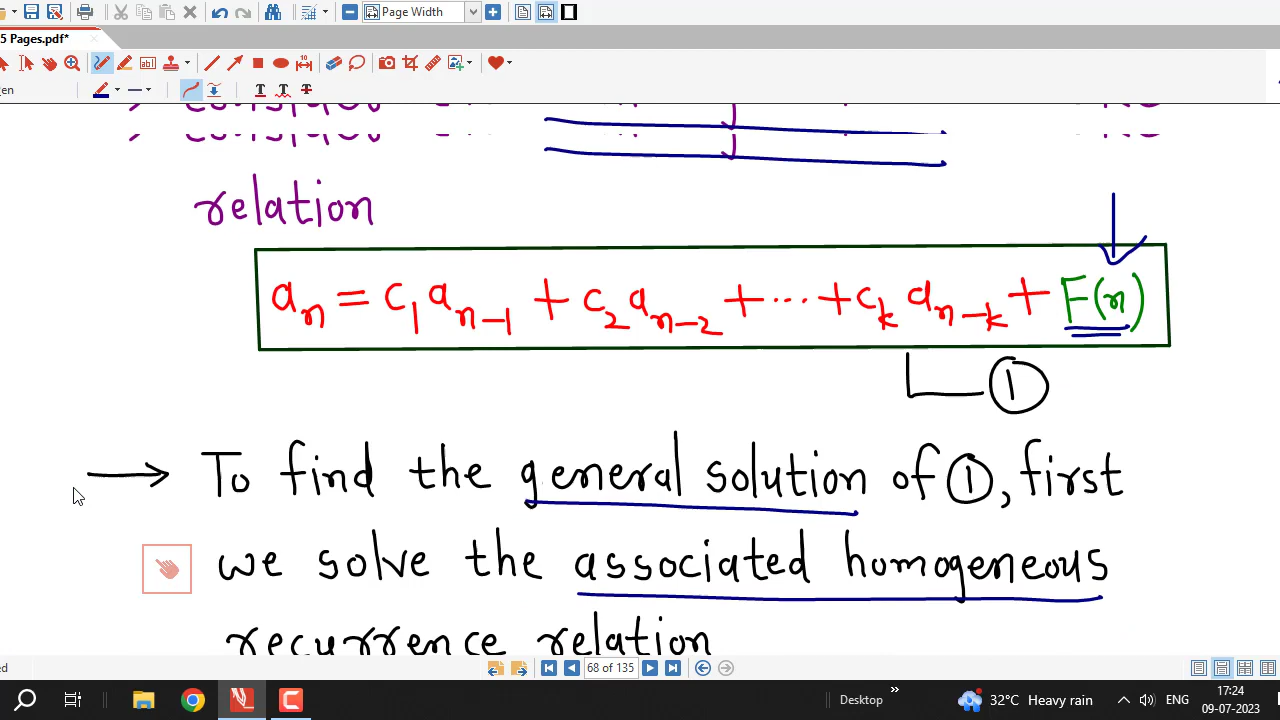 Page Width
5 Pages.pdf*
relation
aₙ = c₁aₙ₋₁ + c₂aₙ₋₂ + ... + cₖaₙ₋ₖ + F(n)
①
To find the general solution of ①, first
we solve the associated homogeneous
recurrence relation
68 of 135
Desktop
32°C Heavy rain
ENG
17:24
09-07-2023